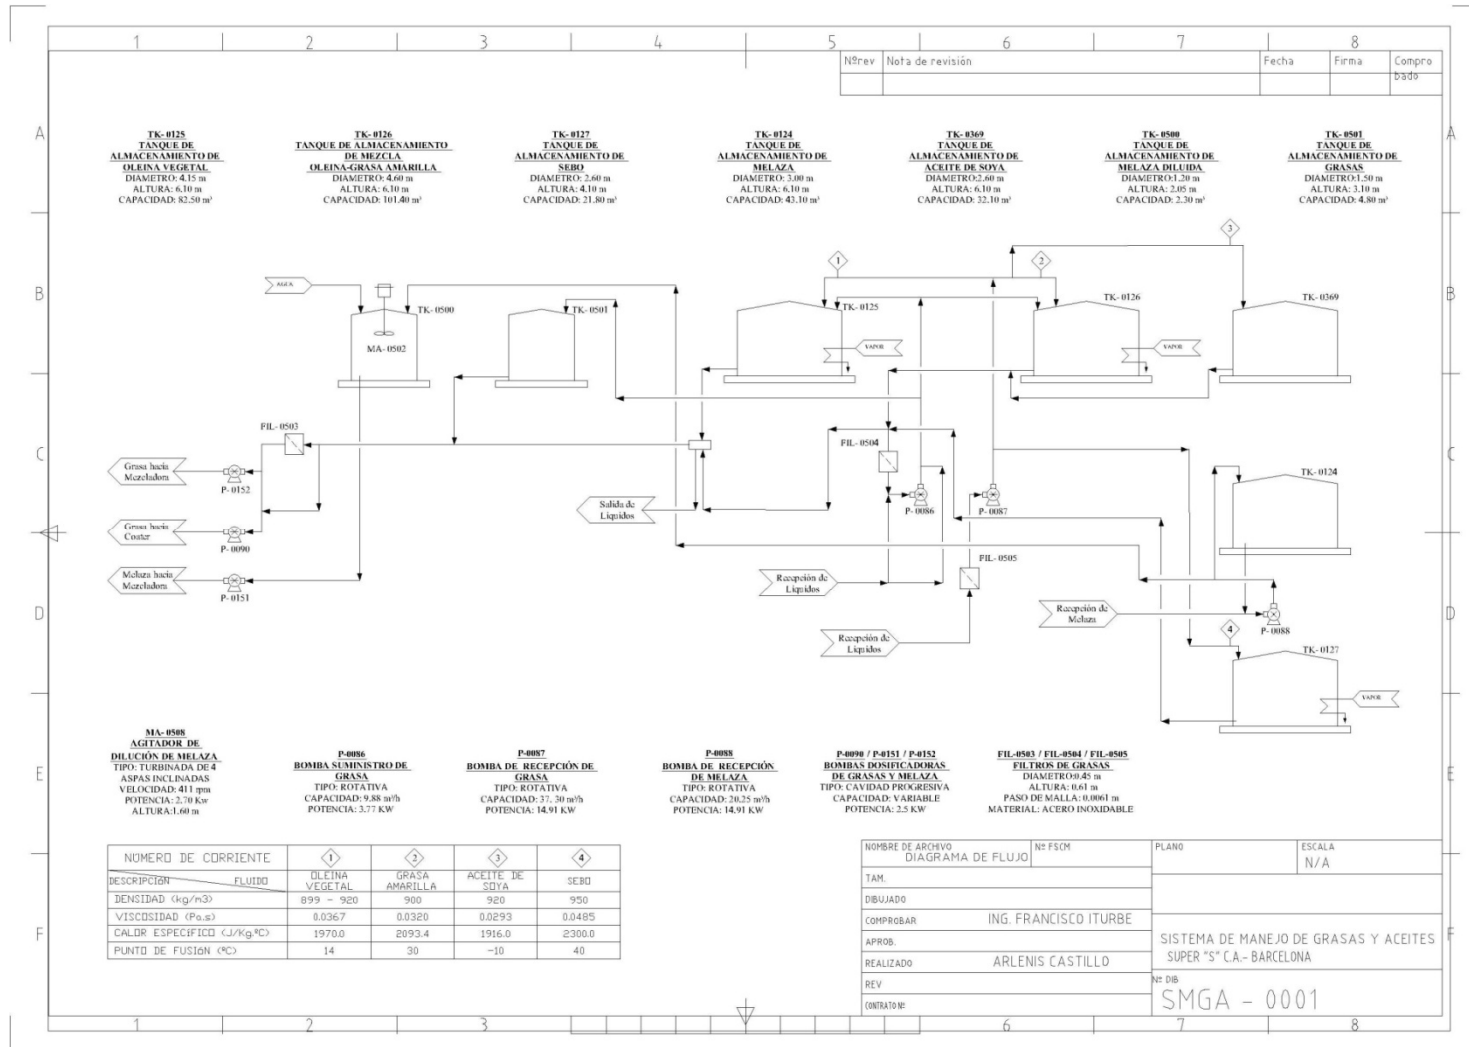 1 2 3 4 5 6 7 8
Nºrev Nota de revisión Fecha Firma Compro
bado
A A
TK- 0125
TANQUE DE
ALMACENAMIENTO DE
OLEINA VEGETAL
DIAMETRO: 4.15 m
ALTURA: 6.10 m
CAPACIDAD: 82.50 m³
TK- 0126
TANQUE DE ALMACENAMIENTO
DE MEZCLA
OLEINA-GRASA AMARILLA
DIAMETRO: 4.60 m
ALTURA: 6.10 m
CAPACIDAD: 101.40 m³
TK- 0127
TANQUE DE
ALMACENAMIENTO DE
SEBO
DIAMETRO: 2.60 m
ALTURA: 4.10 m
CAPACIDAD: 21.80 m³
TK- 0124
TANQUE DE
ALMACENAMIENTO DE
MELAZA
DIAMETRO: 3.00 m
ALTURA: 6.10 m
CAPACIDAD: 43.10 m³
TK- 0369
TANQUE DE
ALMACENAMIENTO DE
ACEITE DE SOYA
DIAMETRO:2.60 m
ALTURA: 6.10 m
CAPACIDAD: 32.10 m³
TK- 0500
TANQUE DE
ALMACENAMIENTO DE
MELAZA DILUIDA
DIAMETRO:1.20 m
ALTURA: 2.05 m
CAPACIDAD: 2.30 m³
TK- 0501
TANQUE DE
ALMACENAMIENTO DE
GRASAS
DIAMETRO:1.50 m
ALTURA: 3.10 m
CAPACIDAD: 4.80 m³
3
1 2
B B
AGUA
TK- 0500
MA- 0502
TK- 0501
TK- 0125
VAPOR
TK- 0126
VAPOR
TK- 0369
C C
FIL- 0503
FIL- 0504
TK- 0124
Grasa hacia
Mezcladora
P- 0152
Salida de
Líquidos
P- 0086
P- 0087
Grasa hacia
Coater
P- 0090
FIL- 0505
Melaza hacia
Mezcladora
P- 0151
Recepción de
Líquidos
D D
Recepción de
Melaza
P- 0088
4
Recepción de
Líquidos
TK- 0127
VAPOR
E E
MA- 0508
AGITADOR DE
DILUCIÓN DE MELAZA
TIPO: TURBINADA DE 4
ASPAS INCLINADAS
VELOCIDAD: 411 rpm
POTENCIA: 2.70 Kw
ALTURA:1.60 m
P-0086
BOMBA SUMINISTRO DE
GRASA
TIPO: ROTATIVA
CAPACIDAD: 9.88 m³/h
POTENCIA: 3.77 KW
P-0087
BOMBA DE RECEPCIÓN DE
GRASA
TIPO: ROTATIVA
CAPACIDAD: 37. 30 m³/h
POTENCIA: 14.91 KW
P-0088
BOMBA DE RECEPCIÓN
DE MELAZA
TIPO: ROTATIVA
CAPACIDAD: 20.25 m³/h
POTENCIA: 14.91 KW
P-0090 / P-0151 / P-0152
BOMBAS DOSIFICADORAS
DE GRASAS Y MELAZA
TIPO: CAVIDAD PROGRESIVA
CAPACIDAD: VARIABLE
POTENCIA: 2.5 KW
FIL-0503 / FIL-0504 / FIL-0505
FILTROS DE GRASAS
DIAMETRO:0.45 m
ALTURA: 0.61 m
PASO DE MALLA: 0.0061 m
MATERIAL: ACERO INOXIDABLE
NÚMERO DE CORRIENTE 1 2 3 4
DESCRIPCIÓN FLUIDO OLEINA VEGETAL GRASA AMARILLA ACEITE DE SOYA SEBO
DENSIDAD (kg/m3) 899 - 920 900 920 950
VISCOSIDAD (Pa.s) 0.0367 0.0320 0.0293 0.0485
CALOR ESPECÍFICO (J/Kg.ºC) 1970.0 2093.4 1916.0 2300.0
PUNTO DE FUSIÓN (ºC) 14 30 -10 40
F F
NOMBRE DE ARCHIVO Nº FSCM PLANO ESCALA
DIAGRAMA DE FLUJO N/A
TAM.
DIBUJADO
COMPROBAR ING. FRANCISCO ITURBE
APROB.
REALIZADO ARLENIS CASTILLO
REV
CONTRATO Nº
SISTEMA DE MANEJO DE GRASAS Y ACEITES
SUPER "S" C.A.- BARCELONA
Nº DIB
SMGA - 0001
1 2 3 6 7 8